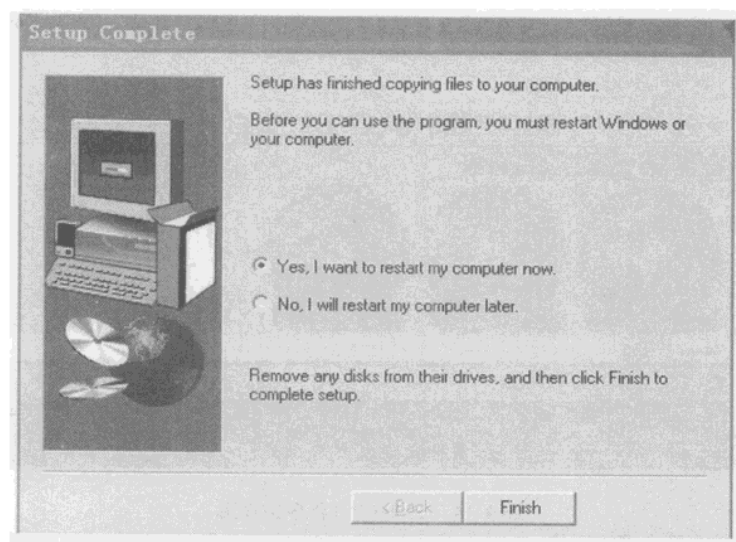 Setup Complete
Setup has finished copying files to your computer.
Before you can use the program, you must restart Windows or
your computer.
Yes, I want to restart my computer now.
No, I will restart my computer later.
Remove any disks from their drives, and then click Finish to
complete setup.
< Back
Finish